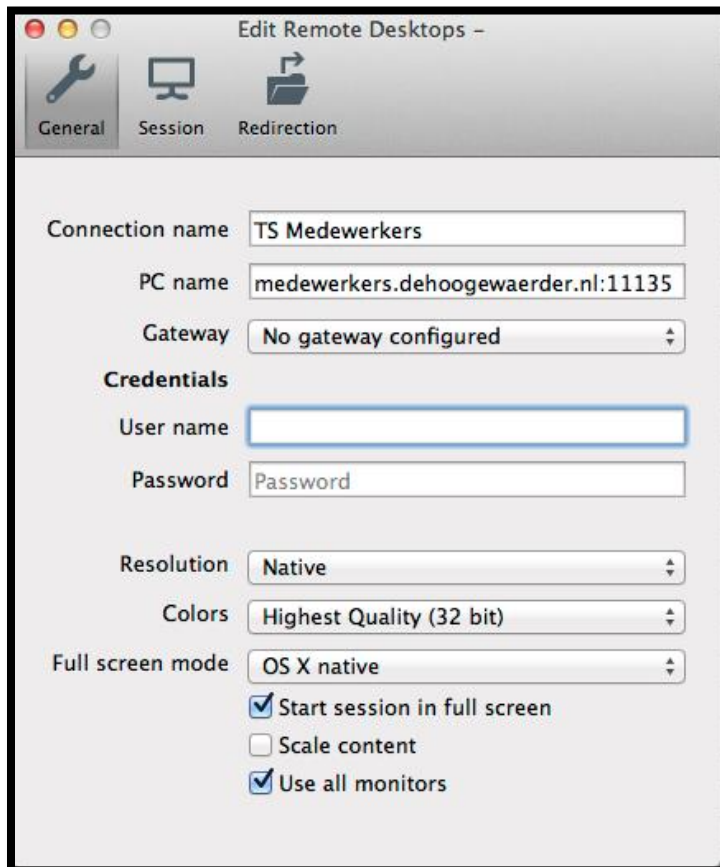 Edit Remote Desktops –
General Session Redirection
Connection name TS Medewerkers
PC name medewerkers.dehoogewaerder.nl:11135
Gateway No gateway configured
Credentials
User name
Password Password
Resolution Native
Colors Highest Quality (32 bit)
Full screen mode OS X native
Start session in full screen
Scale content
Use all monitors